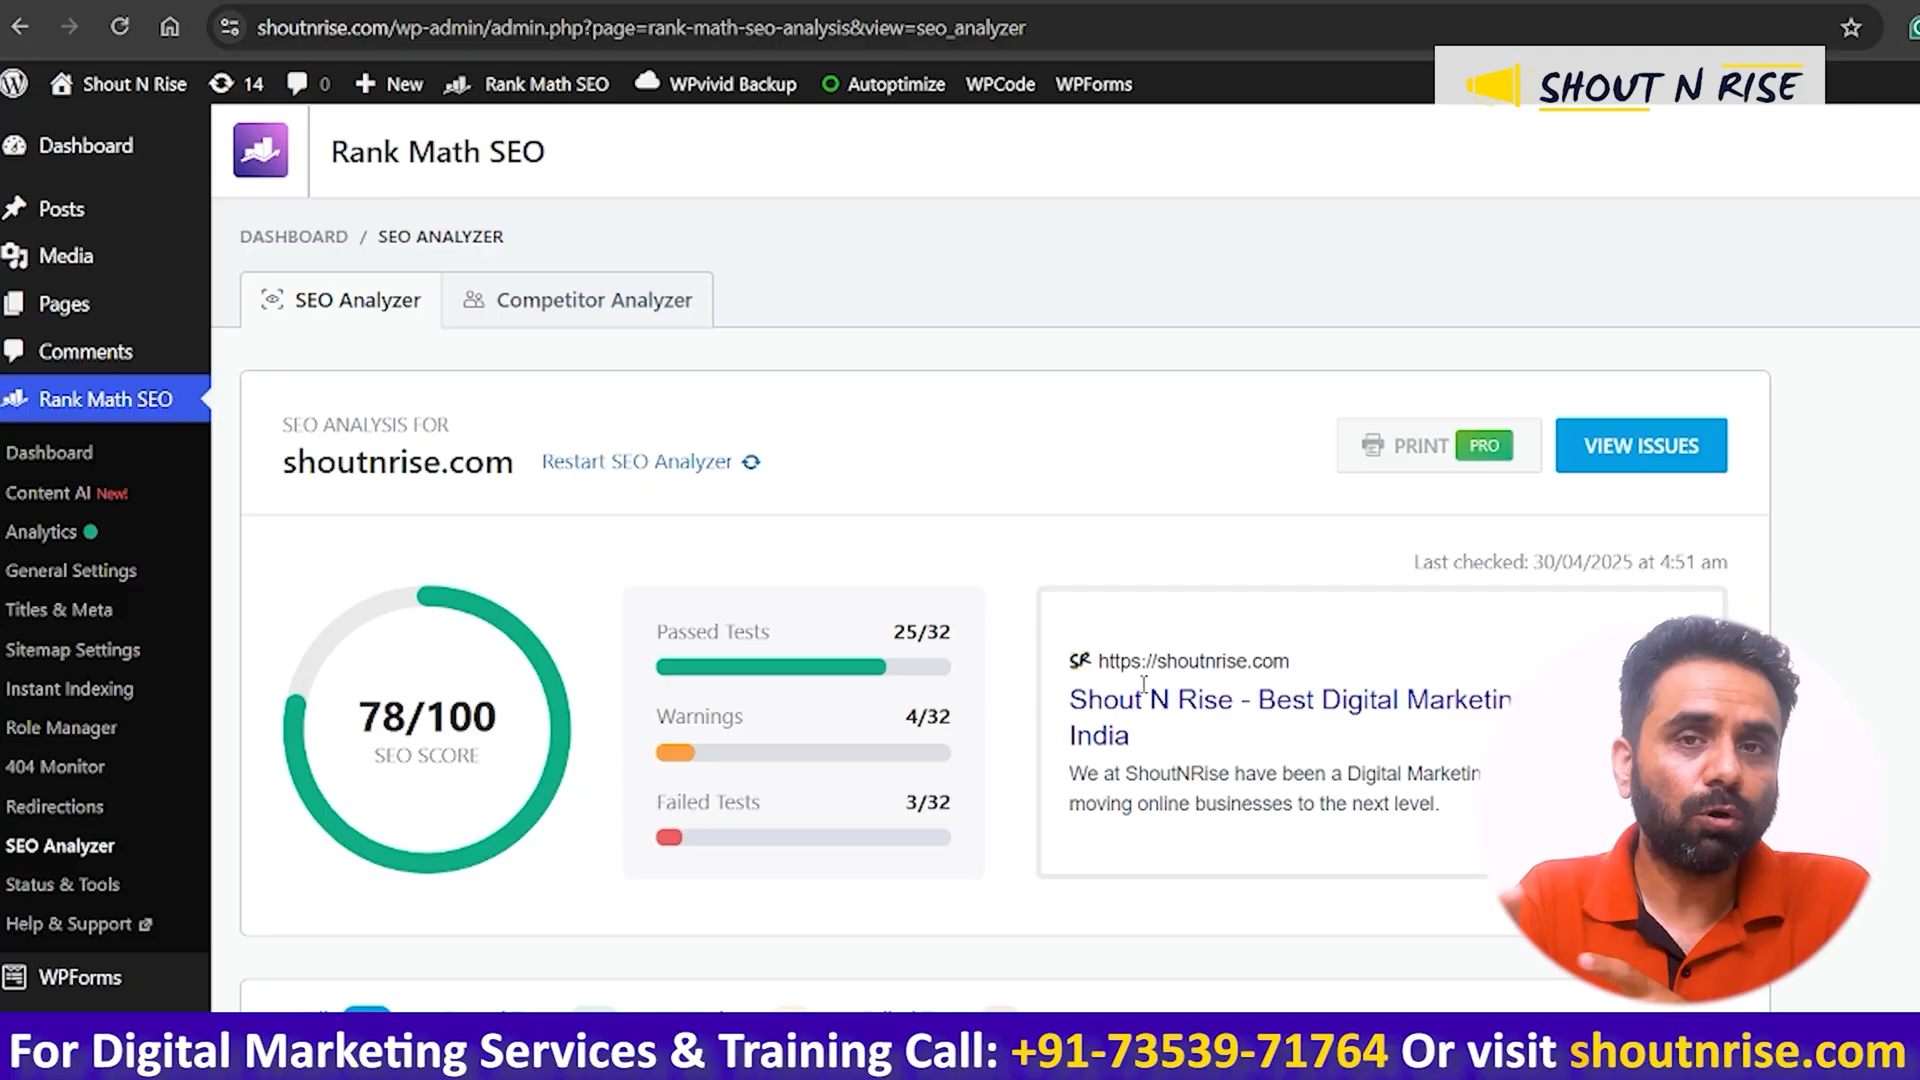 shoutnrise.com/wp-admin/admin.php?page=rank-math-seo-analysis&view=seo_analyzer
Shout N Rise 14 0 New Rank Math SEO WPvivid Backup Autoptimize WPCode WPForms
SHOUT N RISE
Dashboard
Posts
Media
Pages
Comments
Rank Math SEO
Dashboard
Content AI New!
Analytics
General Settings
Titles & Meta
Sitemap Settings
Instant Indexing
Role Manager
404 Monitor
Redirections
SEO Analyzer
Status & Tools
Help & Support
WPForms
Rank Math SEO
DASHBOARD / SEO ANALYZER
SEO Analyzer
Competitor Analyzer
SEO ANALYSIS FOR
shoutnrise.com Restart SEO Analyzer
PRINT PRO
VIEW ISSUES
Last checked: 30/04/2025 at 4:51 am
78/100
SEO SCORE
Passed Tests 25/32
Warnings 4/32
Failed Tests 3/32
SR https://shoutnrise.com
Shout N Rise - Best Digital Marketin
India
We at ShoutNRise have been a Digital Marketin
moving online businesses to the next level.
For Digital Marketing Services & Training Call: +91-73539-71764 Or visit shoutnrise.com